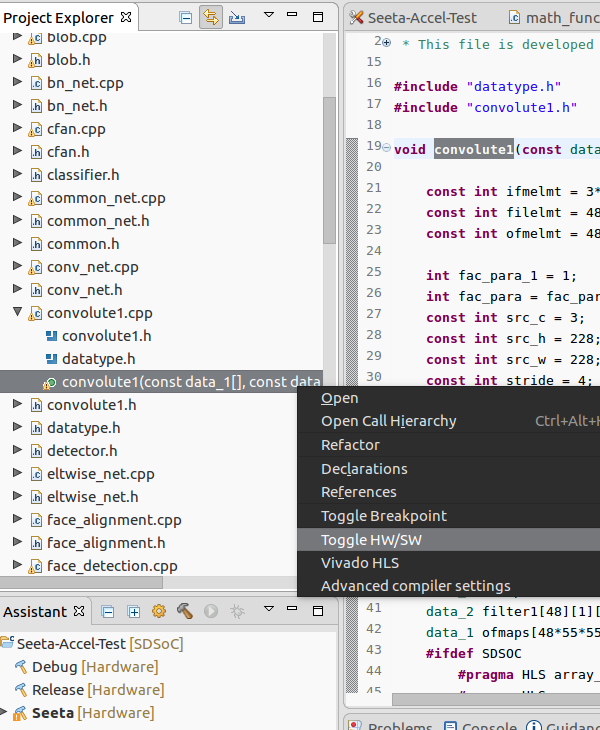 Project Explorer
blob.cpp
blob.h
bn_net.cpp
bn_net.h
cfan.cpp
cfan.h
classifier.h
common_net.cpp
common_net.h
common.h
conv_net.cpp
conv_net.h
convolute1.cpp
convolute1.h
datatype.h
convolute1(const data_1[], const data
convolute1.h
datatype.h
detector.h
eltwise_net.cpp
eltwise_net.h
face_alignment.cpp
face_alignment.h
face_detection.cpp
Assistant
Seeta-Accel-Test [SDSoC]
Debug [Hardware]
Release [Hardware]
Seeta [Hardware]
Seeta-Accel-Test
math_func
2 * This file is developed
15
16 #include "datatype.h"
17 #include "convolute1.h"
18
19 void convolute1(const data
20
21 const int ifmelmt = 3*
22 const int filelmt = 48
23 const int ofmelmt = 48
24
25 int fac_para_1 = 1;
26 int fac_para = fac_par
27 const int src_c = 3;
28 const int src_h = 228;
29 const int src_w = 228;
30 const int stride = 4;
Open
Open Call Hierarchy Ctrl+Alt+H
Refactor
Declarations
References
Toggle Breakpoint
Toggle HW/SW
Vivado HLS
Advanced compiler settings
41 data_2 filter1[48][1][
42 data_1 ofmaps[48*55*55
43 #ifdef SDSOC
44 #pragma HLS array_
45
Problems
Console
Guidanc